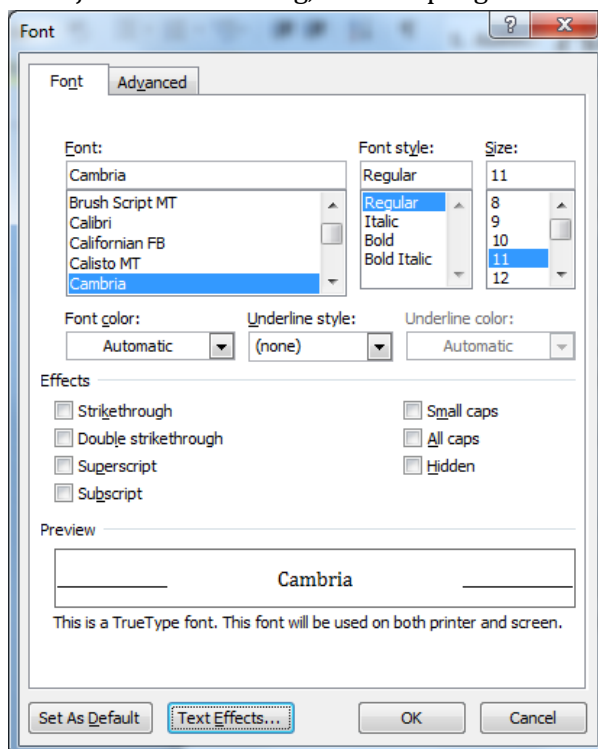 Font
Font Advanced
Font: Font style: Size:
Cambria Regular 11
Brush Script MT Regular 8
Calibri Italic 9
Californian FB Bold 10
Calisto MT Bold Italic 11
Cambria 12
Font color: Underline style: Underline color:
Automatic (none) Automatic
Effects
Strikethrough Small caps
Double strikethrough All caps
Superscript Hidden
Subscript
Preview
Cambria
This is a TrueType font. This font will be used on both printer and screen.
Set As Default Text Effects... OK Cancel